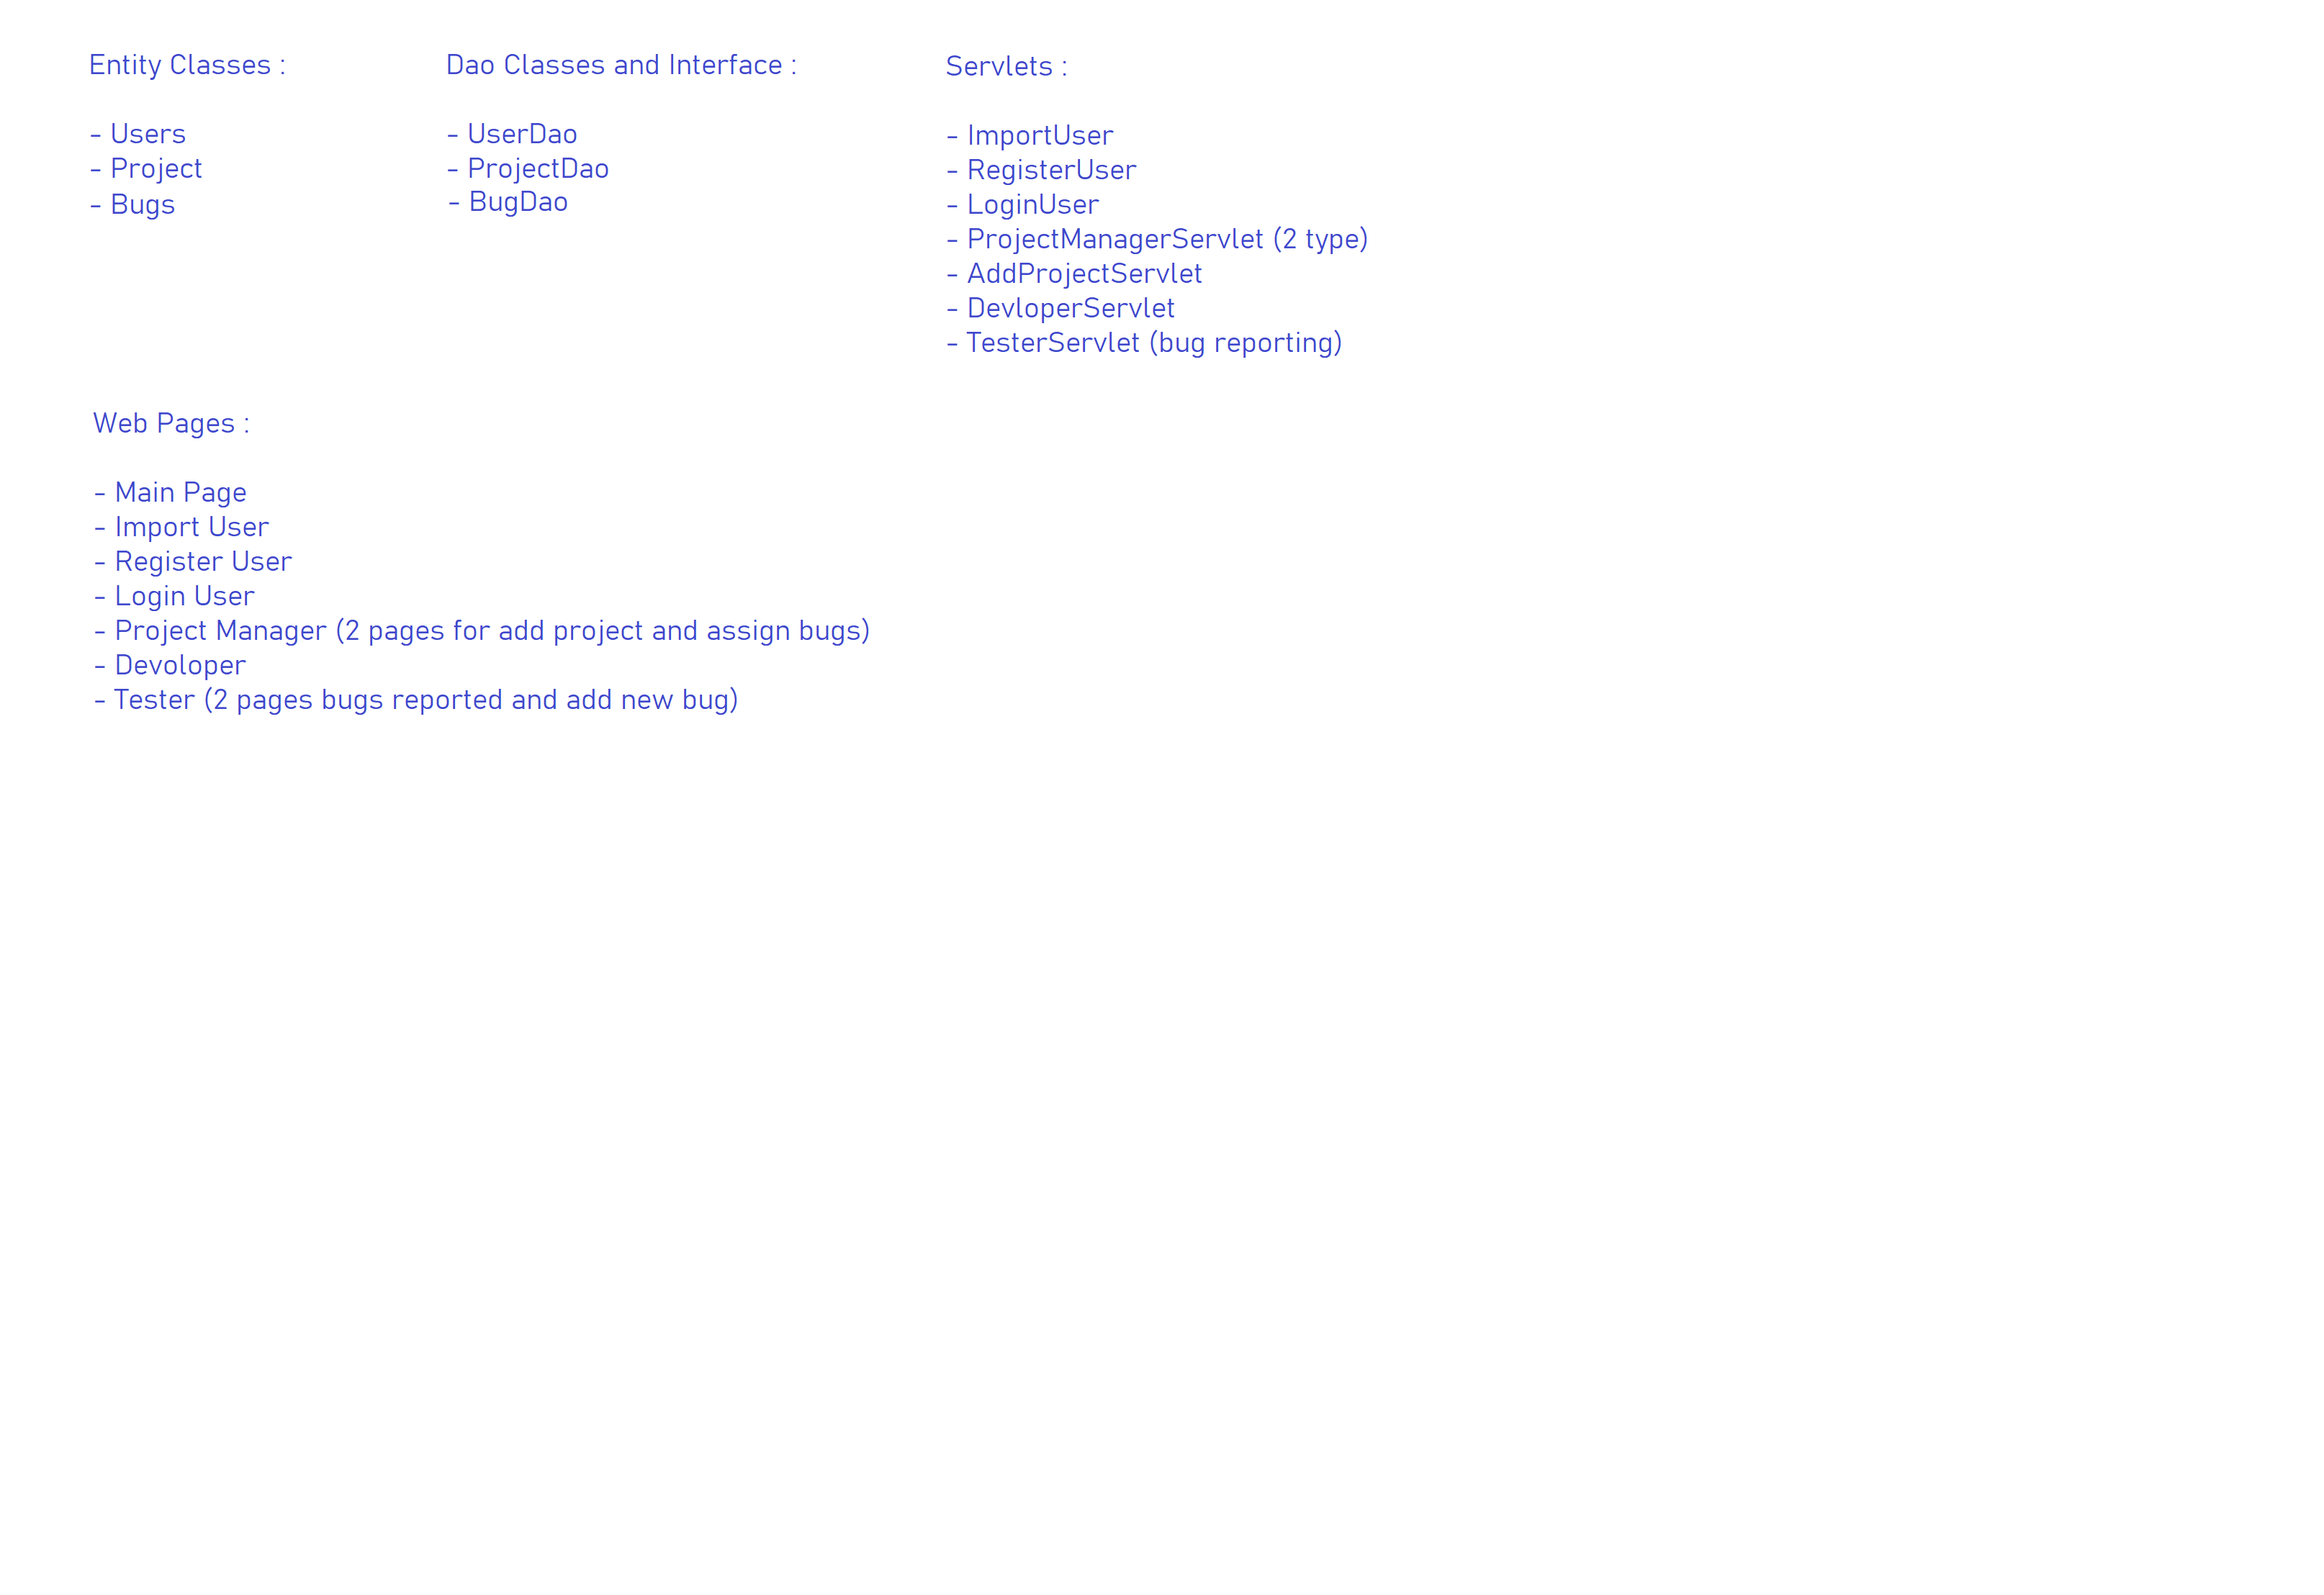 Entity Classes :
- Users
- Project
- Bugs
Dao Classes and Interface :
- UserDao
- ProjectDao
- BugDao
Servlets :
- ImportUser
- RegisterUser
- LoginUser
- ProjectManagerServlet (2 type)
- AddProjectServlet
- DevloperServlet
- TesterServlet (bug reporting)
Web Pages :
- Main Page
- Import User
- Register User
- Login User
- Project Manager (2 pages for add project and assign bugs)
- Devoloper
- Tester (2 pages bugs reported and add new bug)